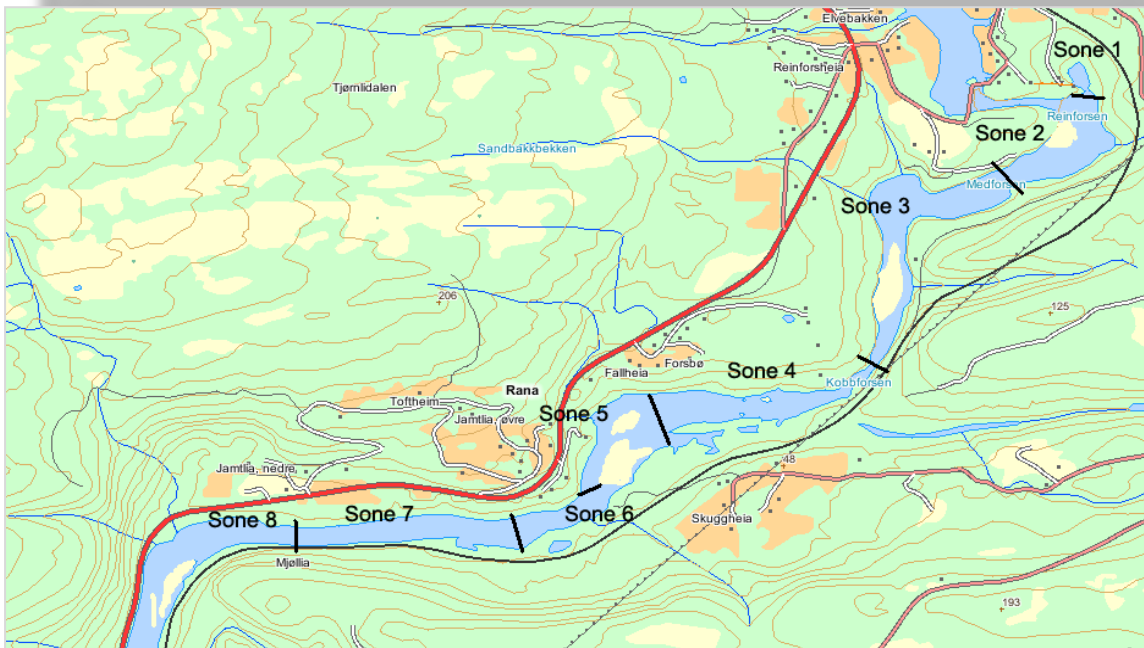 Elvebakken
Sone 1
Reinforsheia
Tjørnlidalen
Reinforsen
Sone 2
Sandbakkbekken
Medforsen
Sone 3
206
125
Forsbø
Fallheia
Sone 4
Kobbforsen
Rana
Toftheim
Sone 5
Jamtlia, øvre
48
Jamtlia, nedre
Sone 8
Sone 7
Sone 6
Skuggheia
Mjøllia
193